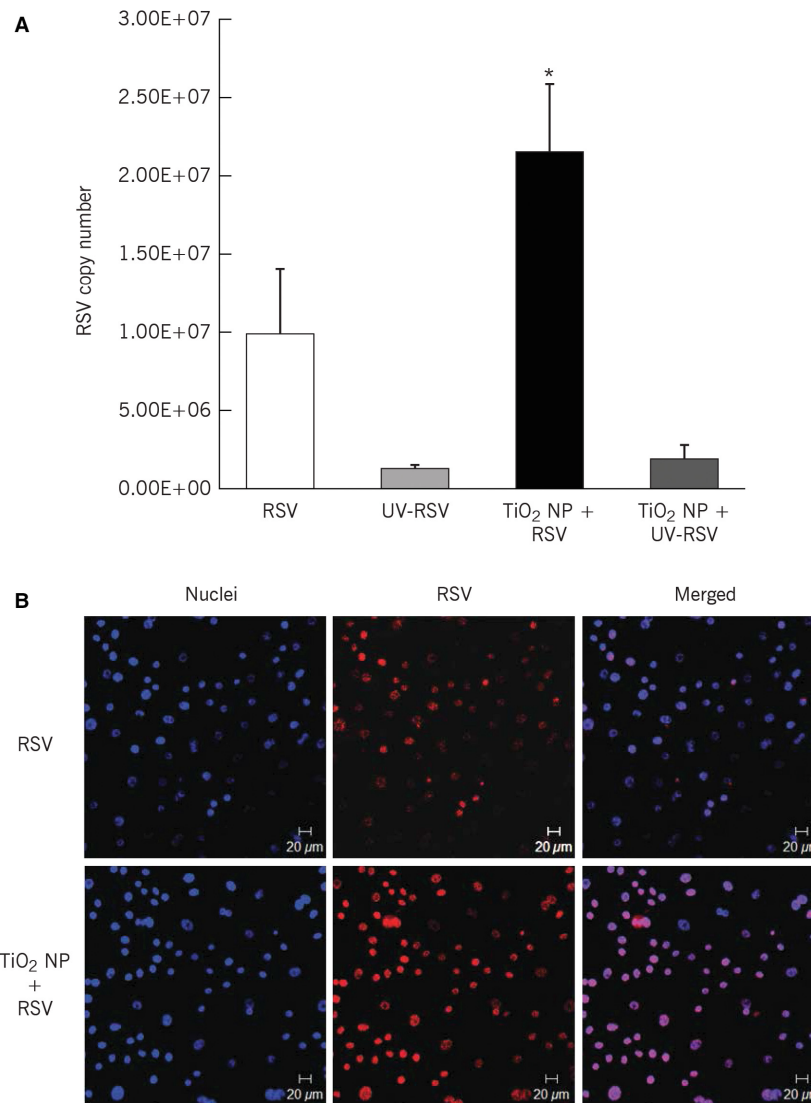 A
3.00E+07
2.50E+07
2.00E+07
1.50E+07
1.00E+07
5.00E+06
0.00E+00
RSV copy number
*
RSV
UV-RSV
TiO₂ NP +
RSV
TiO₂ NP +
UV-RSV
B
Nuclei
RSV
Merged
RSV
20 μm
20 μm
20 μm
TiO₂ NP
+
RSV
20 μm
20 μm
20 μm